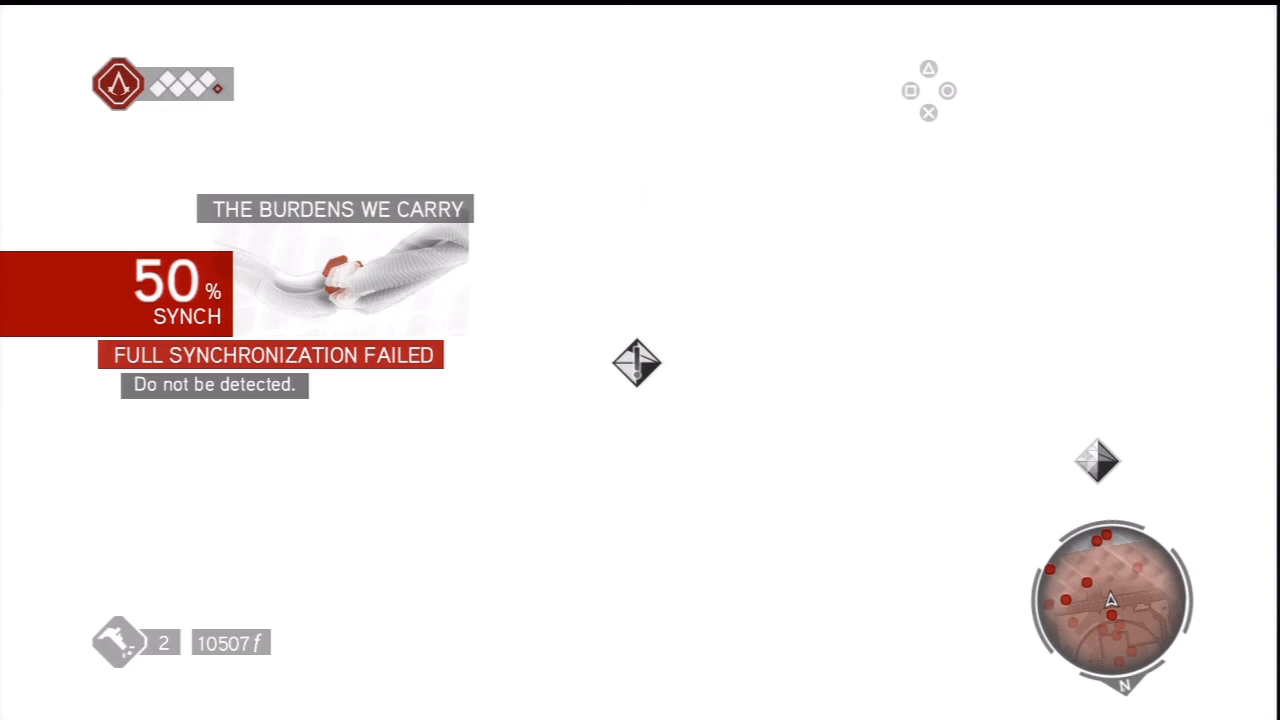 THE BURDENS WE CARRY
50 %
SYNCH
FULL SYNCHRONIZATION FAILED
Do not be detected.
2
10507 f
N